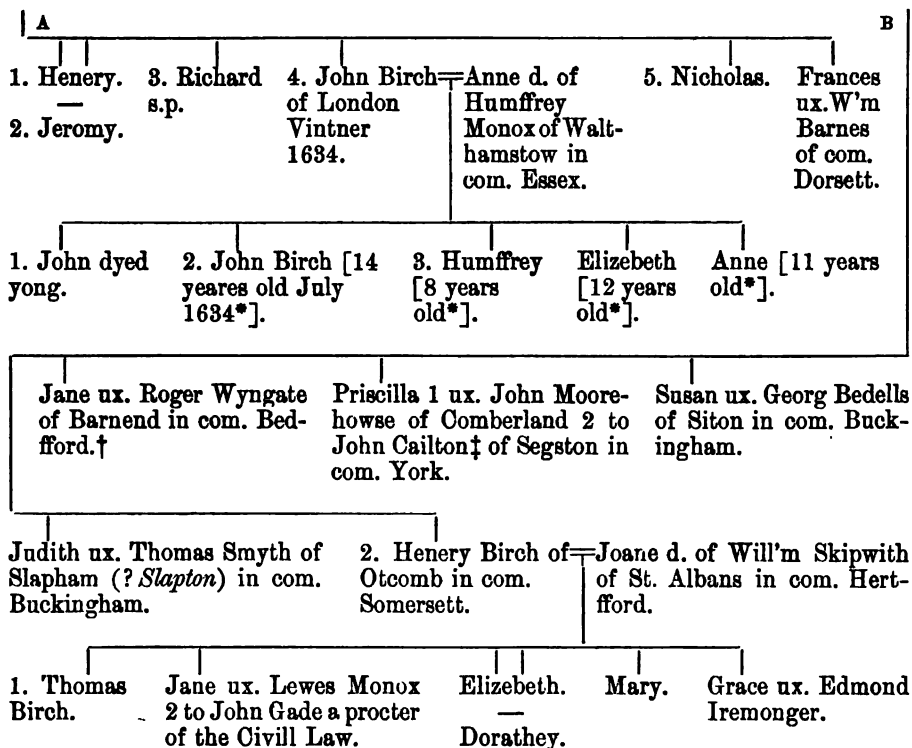 A B
1. Henery.
—
2. Jeromy.
3. Richard
s.p.
4. John Birch
of London
Vintner
1634.
Anne d. of
Humffrey
Monox of Walt-
hamstow in
com. Essex.
5. Nicholas.
Frances
ux. W'm
Barnes
of com.
Dorsett.
1. John dyed
yong.
2. John Birch [14
yeares old July
1634*].
3. Humffrey
[8 years
old*].
Elizebeth
[12 years
old*].
Anne [11 years
old*].
Jane ux. Roger Wyngate
of Barnend in com. Bed-
fford.†
Priscilla 1 ux. John Moore-
howse of Comberland 2 to
John Cailton‡ of Segston in
com. York.
Susan ux. Georg Bedells
of Siton in com. Buck-
ingham.
Judith ux. Thomas Smyth of
Slapham (? Slapton) in com.
Buckingham.
2. Henery Birch of
Otcomb in com.
Somersett.
Joane d. of Will'm Skipwith
of St. Albans in com. Hert-
fford.
1. Thomas
Birch.
Jane ux. Lewes Monox
2 to John Gade a procter
of the Civill Law.
Elizebeth.
—
Dorathey.
Mary.
Grace ux. Edmond
Iremonger.